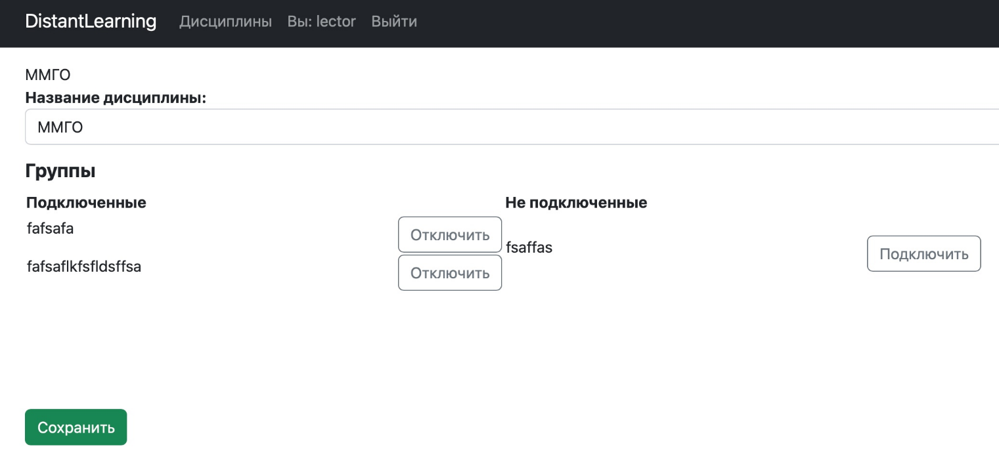 DistantLearning Дисциплины Вы: lector Выйти
ММГО
Название дисциплины:
ММГО
Группы
Подключенные Не подключенные
fafsafa Отключить
fsaffas Подключить
fafsaflkfsfldsffsa Отключить
Сохранить